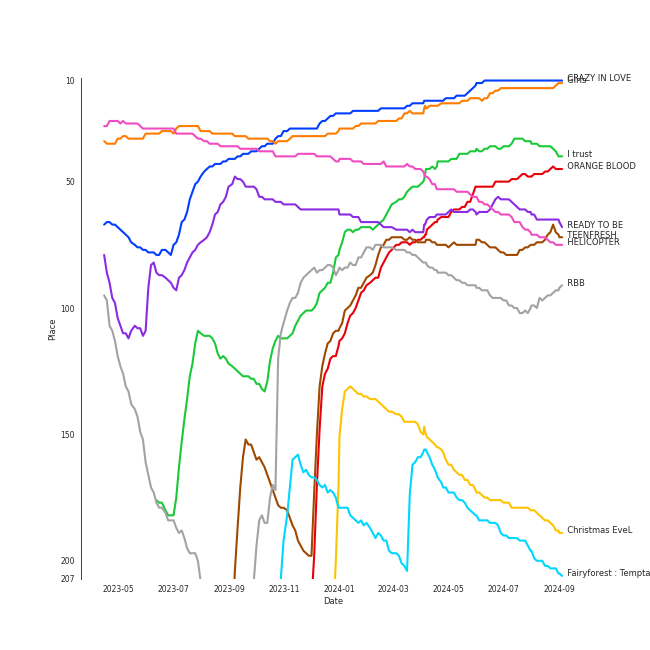 10
50
100
150
200
207
Place
2023-05
2023-07
2023-09
2023-11
2024-01
2024-03
2024-05
2024-07
2024-09
Date
CRAZY IN LOVE
I trust
ORANGE BLOOD
READY TO BE
TEENFRESH
HELICOPTER
RBB
Christmas EveL
Fairyforest : Tempta